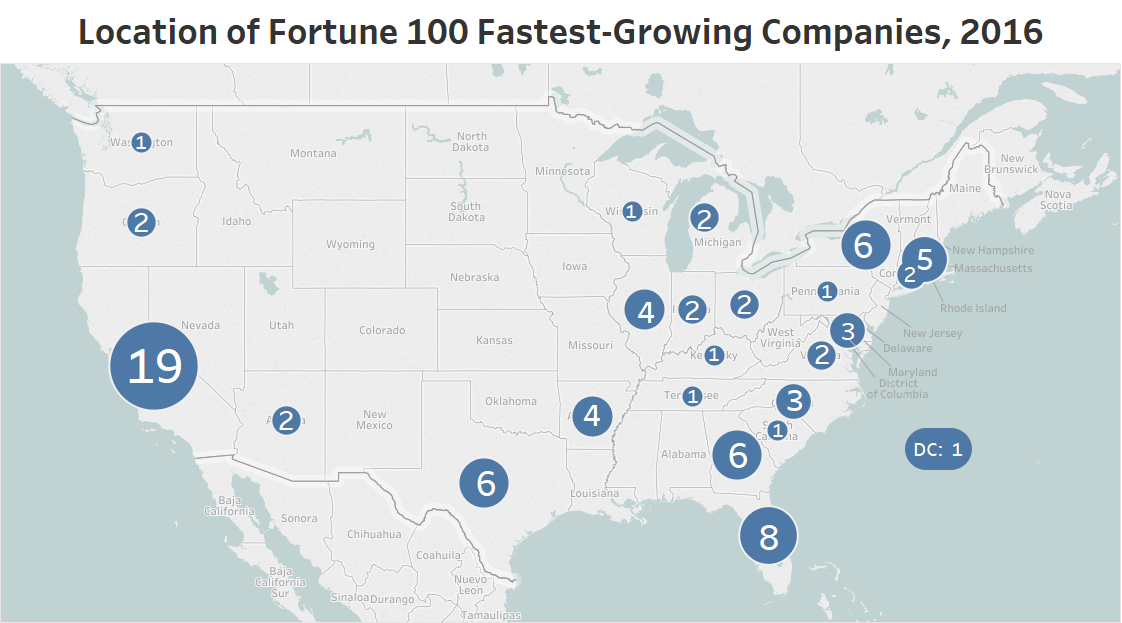 Location of Fortune 100 Fastest-Growing Companies, 2016
1
North
Dakota
Montana
Minnesota
New
Brunswick
Maine
Nova
Scotia
2
Idaho
South
Dakota
1
2
Michigan
Vermont
Wyoming
6
5
New Hampshire
Massachusetts
2
Iowa
Nebraska
1
Rhode Island
19
Nevada
Utah
Colorado
Kansas
Missouri
4
2
2
West
Virginia
3
2
New Jersey
Delaware
Maryland
District
of Columbia
1
1
2
New
Mexico
Oklahoma
4
3
1
Alabama
6
DC: 1
6
Louisiana
8
Baja
California
Sonora
Chihuahua
Coahuila
Baja
California
Sur
Nuevo
Leon
Sinaloa
Durango
Tamaulipas